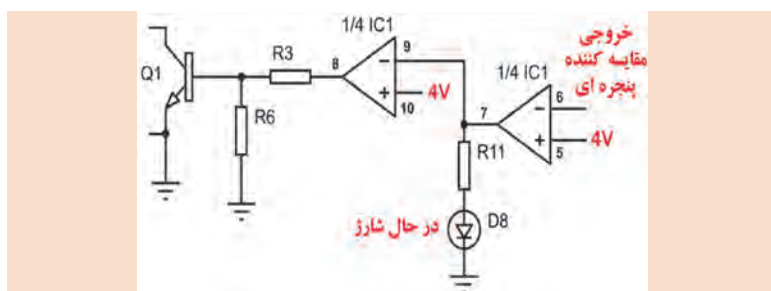 1/4 IC1
خروجی
مقایسه کننده
پنجره ای
R3
8
9
1/4 IC1
Q1
10
4V
7
6
R6
4V
5
R11
در حال شارژ
D8